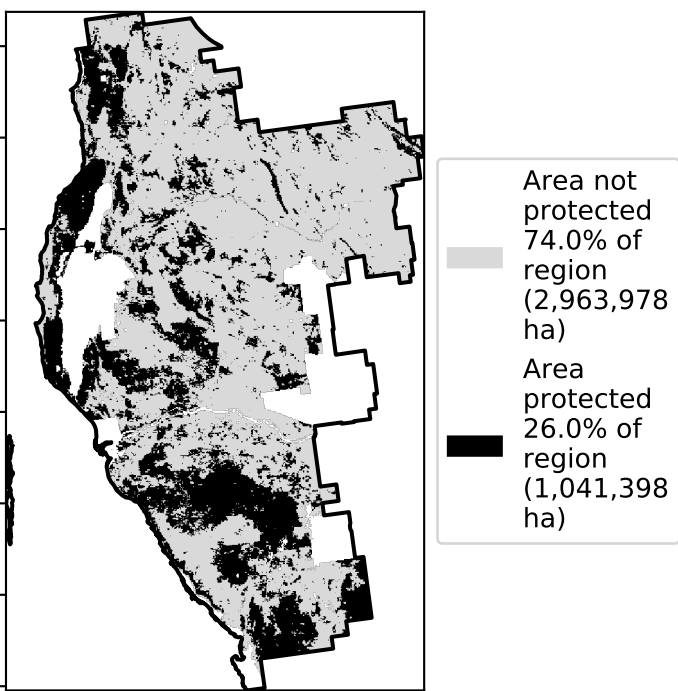 Area not
protected
74.0% of
region
(2,963,978
ha)
Area
protected
26.0% of
region
(1,041,398
ha)